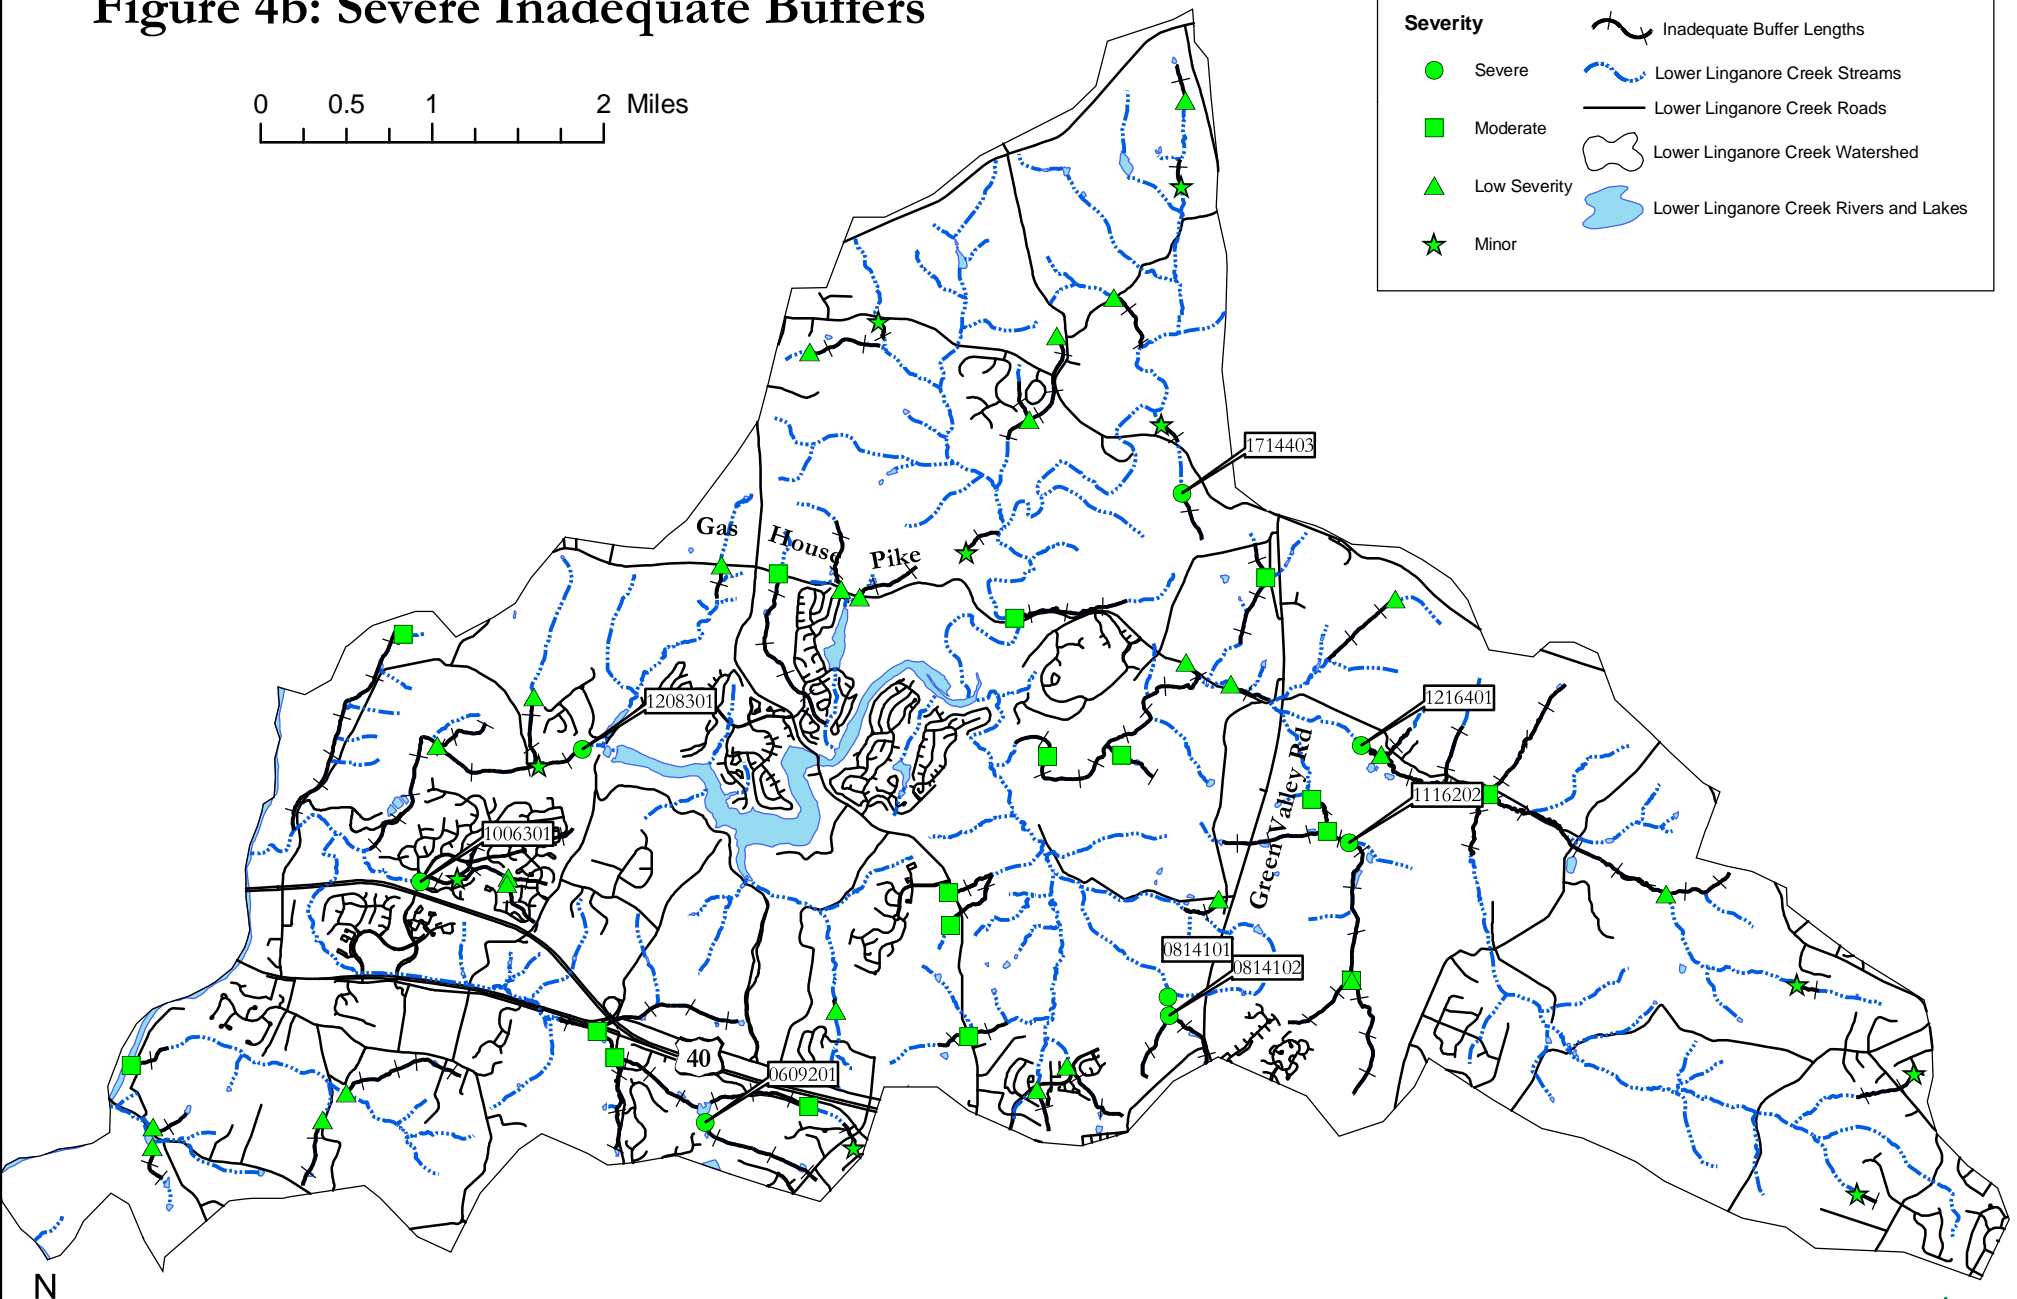 Figure 4b: Severe Inadequate Buffers
0 0.5 1 2 Miles
Severity
Severe
Moderate
Low Severity
Minor
Inadequate Buffer Lengths
Lower Linganore Creek Streams
Lower Linganore Creek Roads
Lower Linganore Creek Watershed
Lower Linganore Creek Rivers and Lakes
1714403
Gas House Pike
1208301
1216401
Green Valley Rd
1116202
1006301
0814101
0814102
40
0609201
N